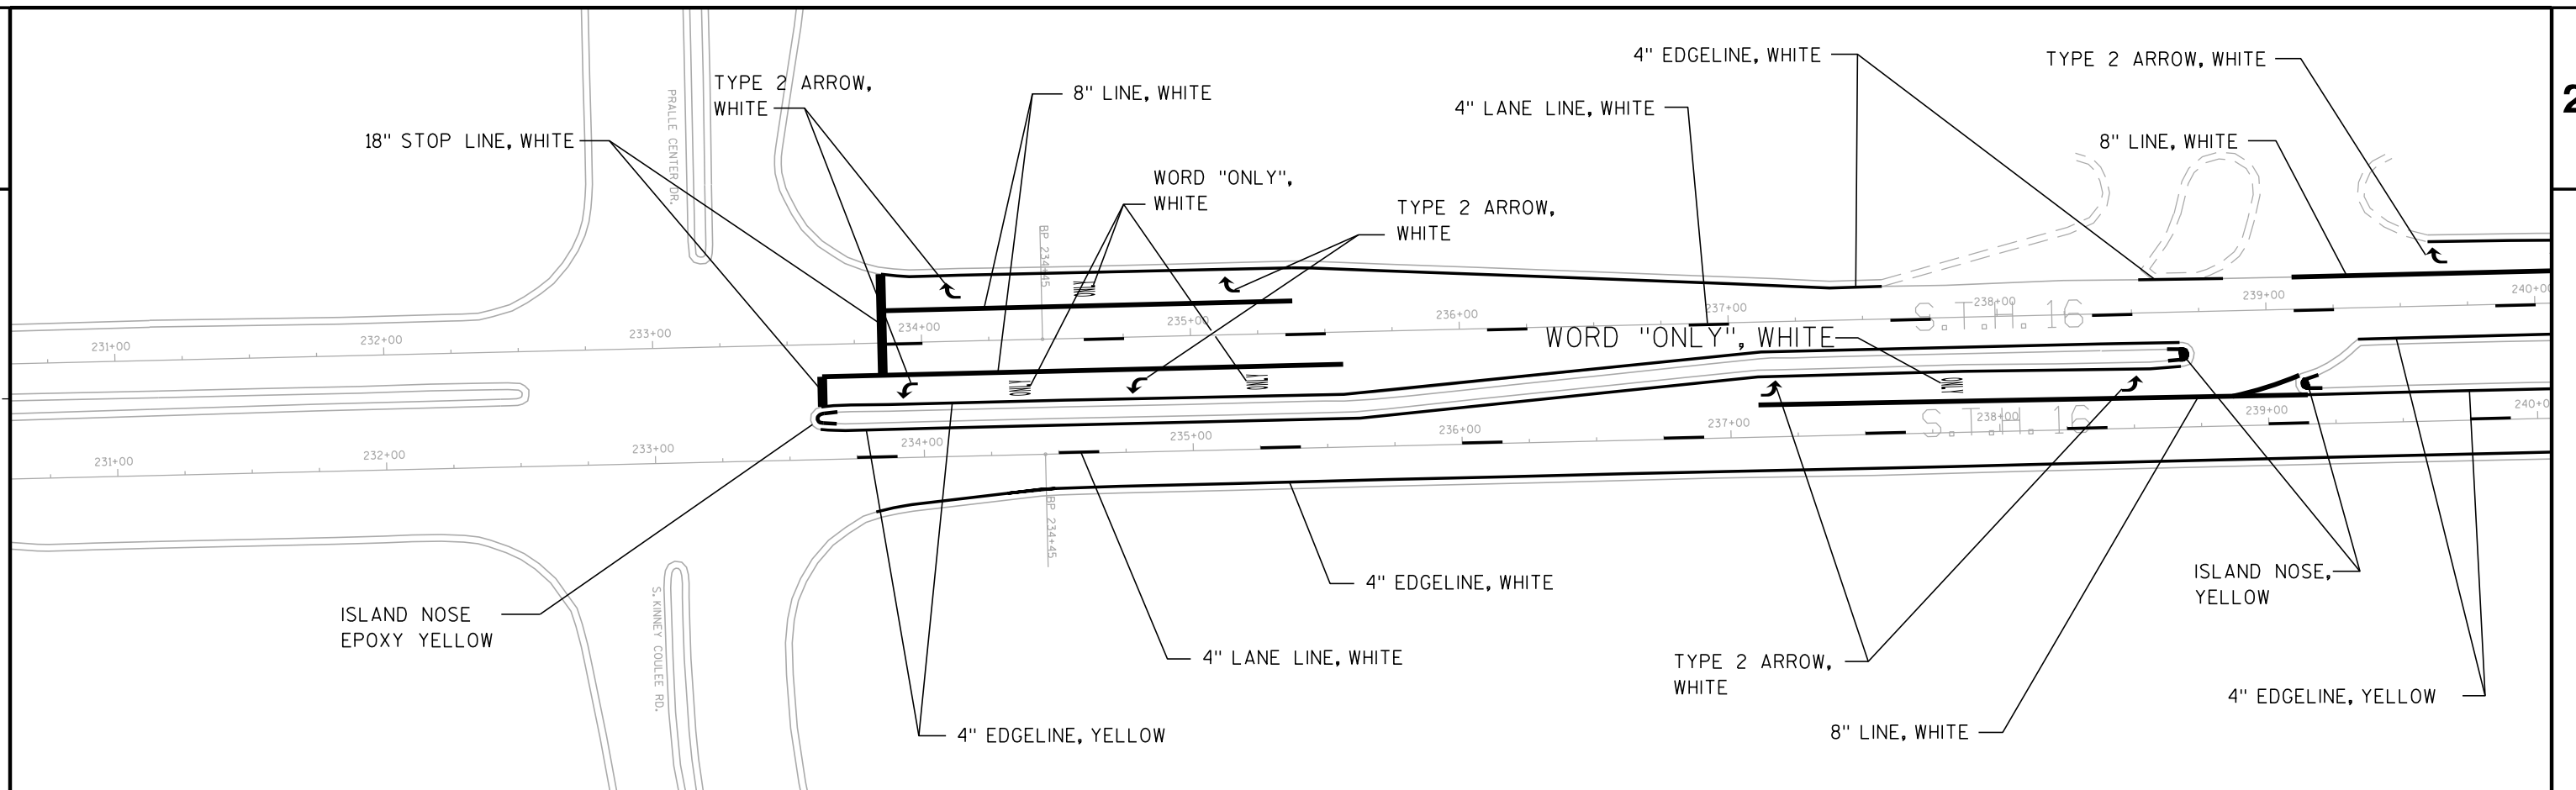 4" EDGELINE, WHITE
TYPE 2 ARROW, WHITE
TYPE 2 ARROW,
WHITE
8" LINE, WHITE
4" LANE LINE, WHITE
2
18" STOP LINE, WHITE
PRALLE CENTER DR.
8" LINE, WHITE
WORD "ONLY",
WHITE
TYPE 2 ARROW,
WHITE
BP 234+45
231+00
232+00
233+00
234+00
235+00
236+00
237+00
238+00
239+00
240+00
S.T.H. 16
WORD "ONLY", WHITE
ONLY
ONLY
ONLY
ONLY
231+00
232+00
233+00
234+00
235+00
236+00
237+00
238+00
239+00
240+0
S.T.H. 16
BP 234+45
ISLAND NOSE
EPOXY YELLOW
S. KINNEY COULEE RD.
4" EDGELINE, WHITE
ISLAND NOSE,
YELLOW
4" LANE LINE, WHITE
TYPE 2 ARROW,
WHITE
4" EDGELINE, YELLOW
4" EDGELINE, YELLOW
8" LINE, WHITE